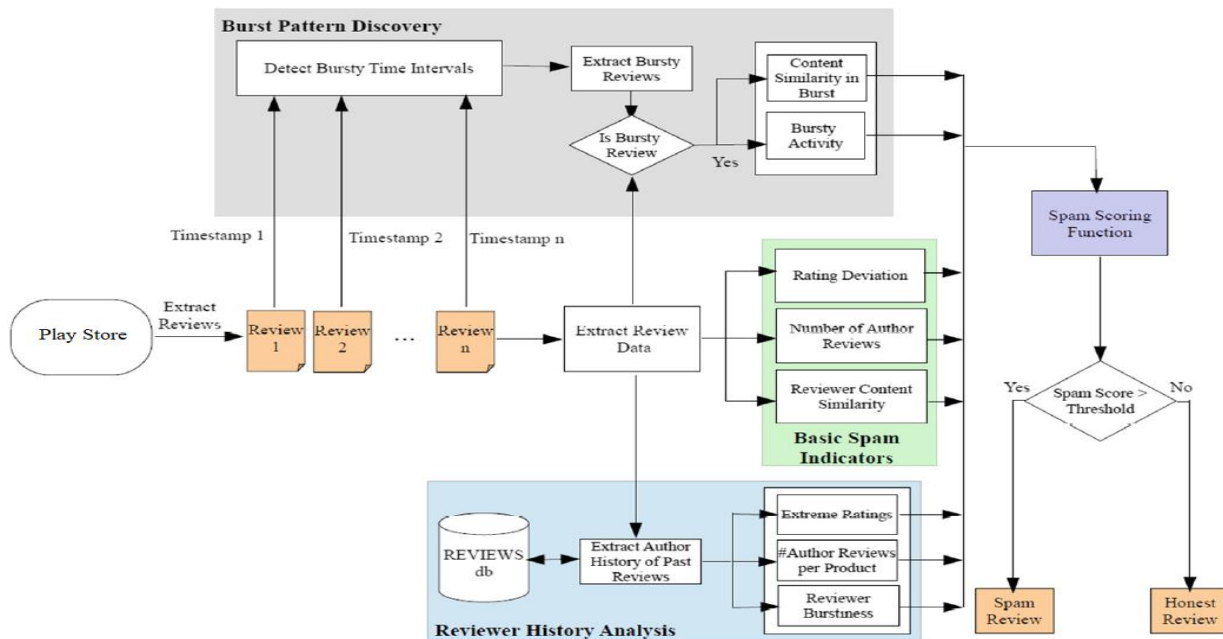 Burst Pattern Discovery
Detect Bursty Time Intervals
Extract Bursty
Reviews
Is Bursty
Review
Yes
Content
Similarity in
Burst
Bursty
Activity
Timestamp 1
Timestamp 2
Timestamp n
Spam Scoring
Function
Play Store
Extract
Reviews
Review
1
Review
2
...
Review
n
Extract Review
Data
Rating Deviation
Number of Author
Reviews
Reviewer Content
Similarity
Basic Spam
Indicators
Yes
Spam Score >
Threshold
No
REVIEWS
db
Extract Author
History of Past
Reviews
Extreme Ratings
#Author Reviews
per Product
Reviewer
Burstiness
Reviewer History Analysis
Spam
Review
Honest
Review